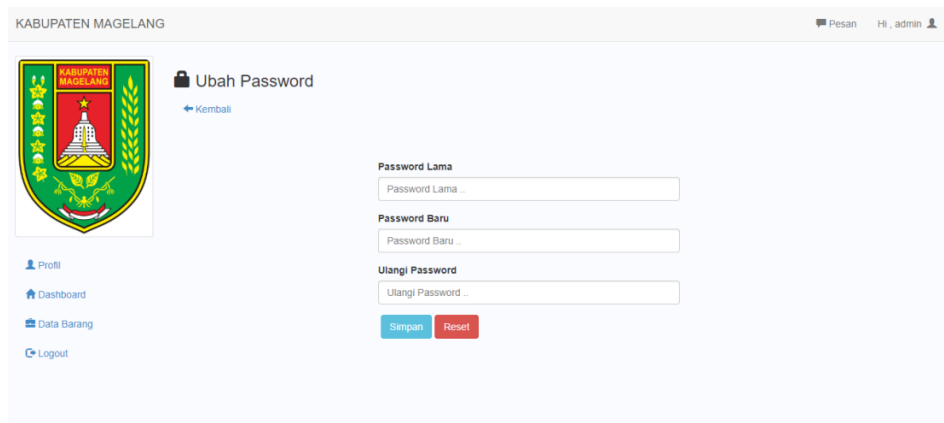 KABUPATEN MAGELANG
Pesan
Hi , admin
KABUPATEN
MAGELANG
Ubah Password
Kembali
Password Lama
Password Lama ..
Password Baru
Password Baru ..
Ulangi Password
Ulangi Password ..
Simpan
Reset
Profil
Dashboard
Data Barang
Logout